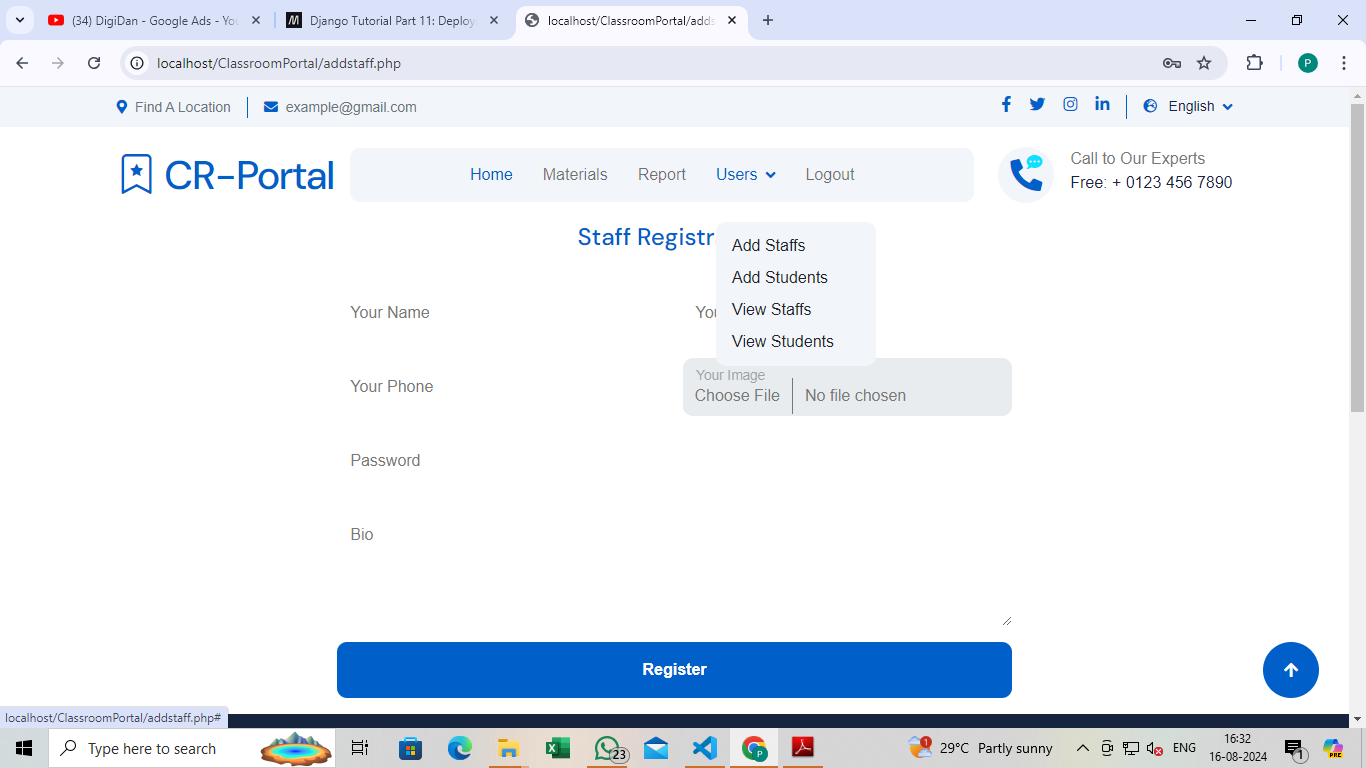 (34) DigiDan - Google Ads - Yo
Django Tutorial Part 11: Deployi
localhost/ClassroomPortal/adds
localhost/ClassroomPortal/addstaff.php
P
Find A Location
example@gmail.com
English
CR-Portal
Home
Materials
Report
Users
Logout
Call to Our Experts
Free: + 0123 456 7890
Staff Registr
Add Staffs
Add Students
View Staffs
View Students
Your Name
You
Your Phone
Your Image
Choose File
No file chosen
Password
Bio
Register
localhost/ClassroomPortal/addstaff.php#
Type here to search
23
P
1
29°C Partly sunny
ENG
16:32
16-08-2024
1
PRE